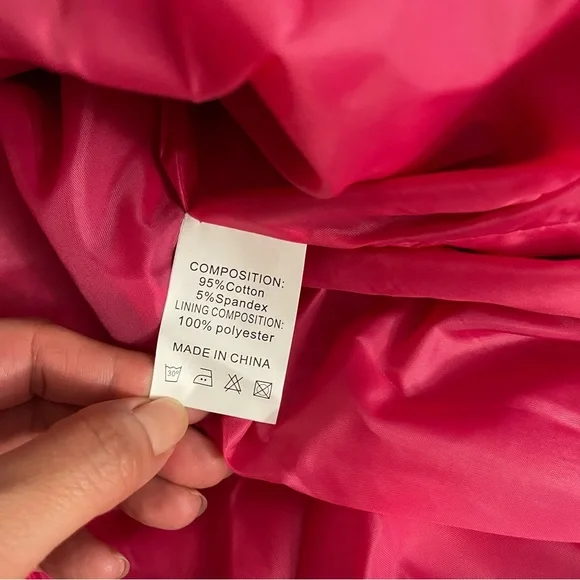 COMPOSITION:
95%Cotton
5%Spandex
LINING COMPOSITION:
100% polyester
MADE IN CHINA
30°